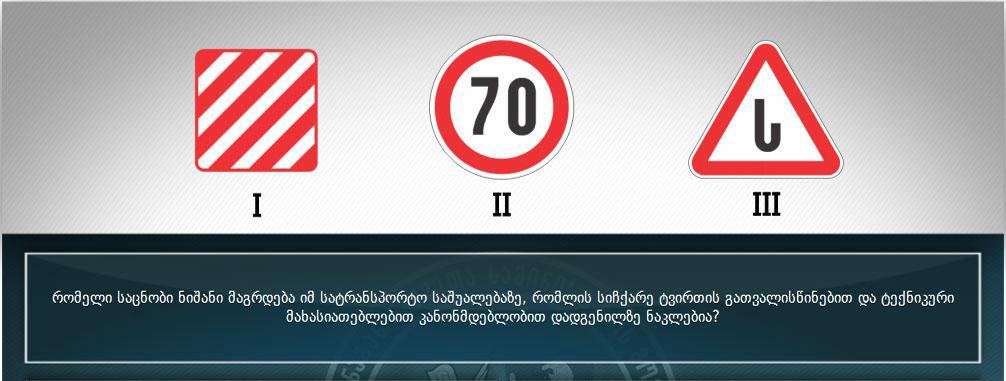 70 ს
I II III
რომელი საცნობი ნიშანი მაგრდება იმ სატრანსპორტო საშუალებაზე, რომლის სიჩქარე ტვირთის გათვალისწინებით და ტექნიკური
მახასიათებლებით კანონმდებლობით დადგენილზე ნაკლებია?